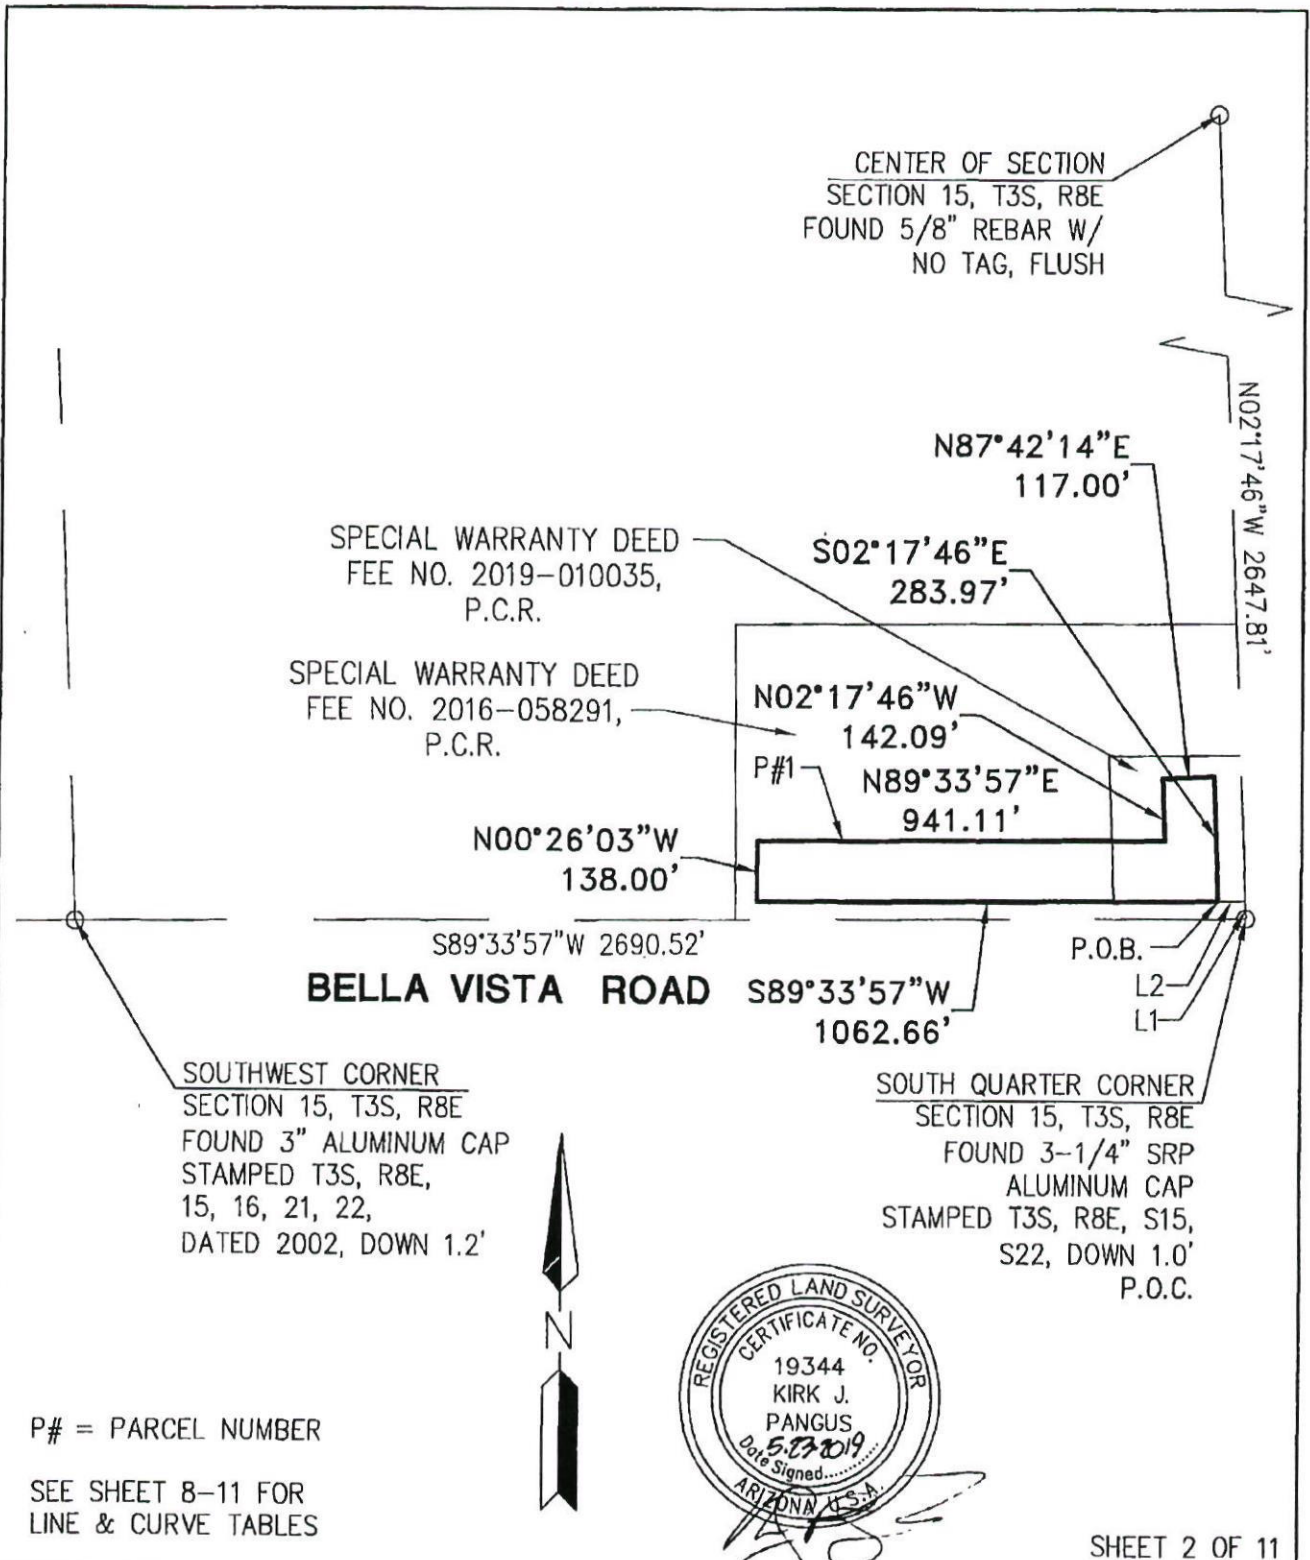 CENTER OF SECTION
SECTION 15, T3S, R8E
FOUND 5/8" REBAR W/
NO TAG, FLUSH
N02°17'46"W 2647.81'
N87°42'14"E
117.00'
SPECIAL WARRANTY DEED
FEE NO. 2019-010035,
P.C.R.
S02°17'46"E
283.97'
SPECIAL WARRANTY DEED
FEE NO. 2016-058291,
P.C.R.
N02°17'46"W
142.09'
P#1
N89°33'57"E
941.11'
N00°26'03"W
138.00'
S89°33'57"W 2690.52'
BELLA VISTA ROAD
S89°33'57"W
1062.66'
P.O.B.
L2
L1
SOUTHWEST CORNER
SECTION 15, T3S, R8E
FOUND 3" ALUMINUM CAP
STAMPED T3S, R8E,
15, 16, 21, 22,
DATED 2002, DOWN 1.2'
SOUTH QUARTER CORNER
SECTION 15, T3S, R8E
FOUND 3-1/4" SRP
ALUMINUM CAP
STAMPED T3S, R8E, S15,
S22, DOWN 1.0'
P.O.C.
N
REGISTERED LAND SURVEYOR
CERTIFICATE NO.
19344
KIRK J.
PANGUS
5-23-2019
Date Signed..........
ARIZONA U.S.A.
P# = PARCEL NUMBER
SEE SHEET 8-11 FOR
LINE & CURVE TABLES
SHEET 2 OF 11